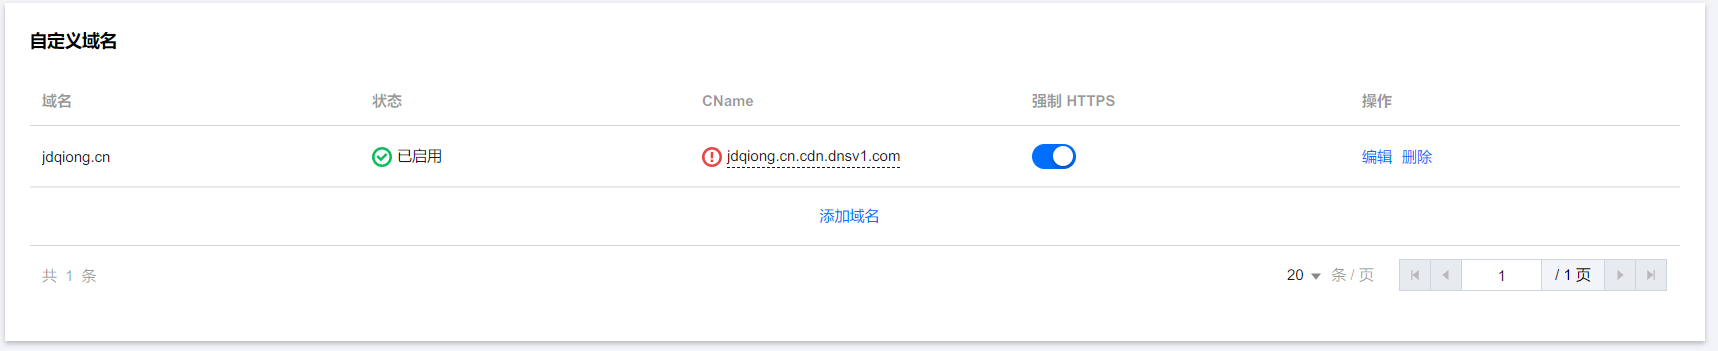 自定义域名
域名 状态 CName 强制 HTTPS 操作
jdqiong.cn 已启用 jdqiong.cn.cdn.dnsv1.com 编辑 删除
添加域名
共 1 条 20 条 / 页 1 / 1 页